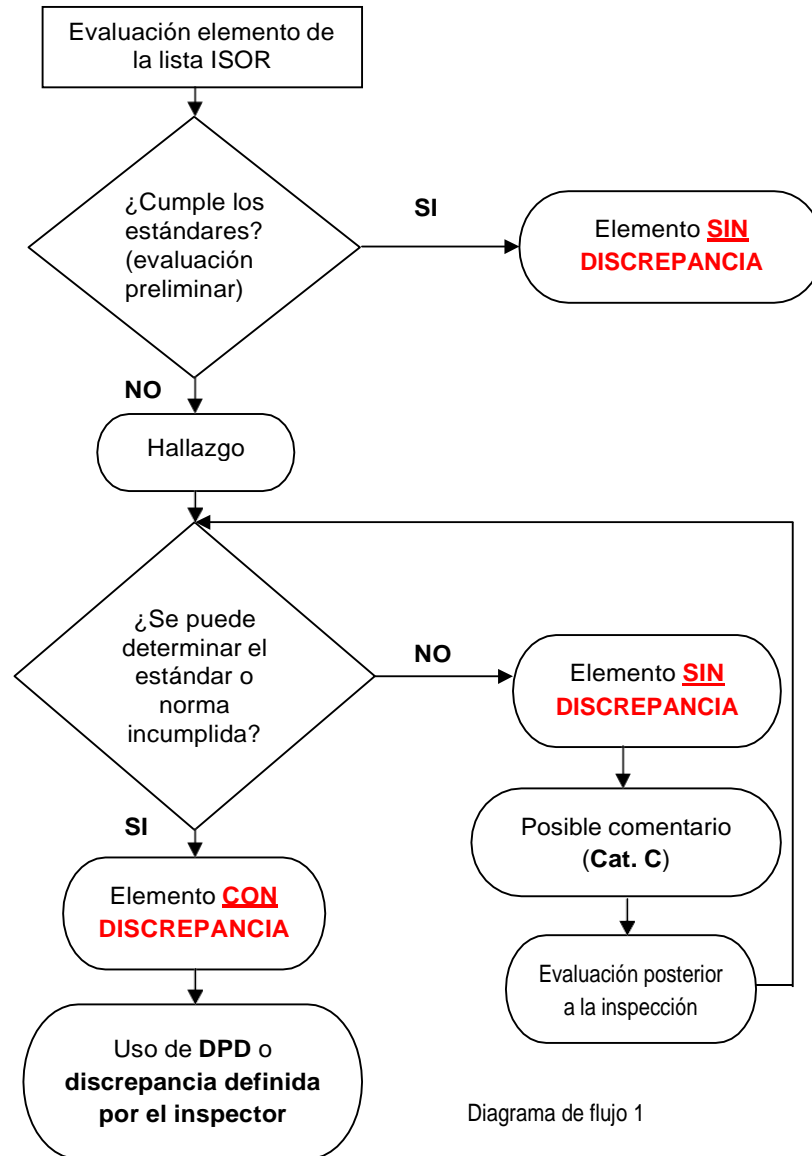 Evaluación elemento de
la lista ISOR
¿Cumple los
estándares?
(evaluación
preliminar)
SI
Elemento SIN
DISCREPANCIA
NO
Hallazgo
¿Se puede
determinar el
estándar o
norma
incumplida?
NO
Elemento SIN
DISCREPANCIA
Posible comentario
(Cat. C)
Evaluación posterior
a la inspección
SI
Elemento CON
DISCREPANCIA
Uso de DPD o
discrepancia definida
por el inspector
Diagrama de flujo 1